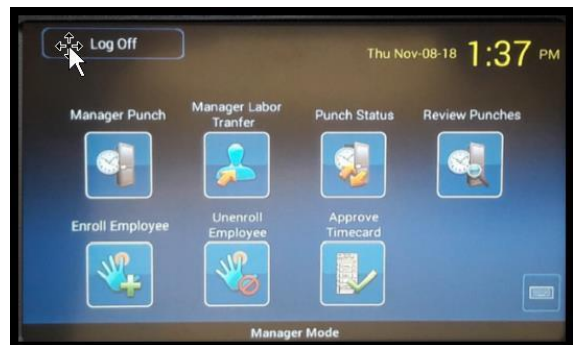 Log Off
Thu Nov-08-18 1:37 PM
Manager Punch
Manager Labor
Tranfer
Punch Status
Review Punches
Enroll Employee
Unenroll
Employee
Approve
Timecard
Manager Mode